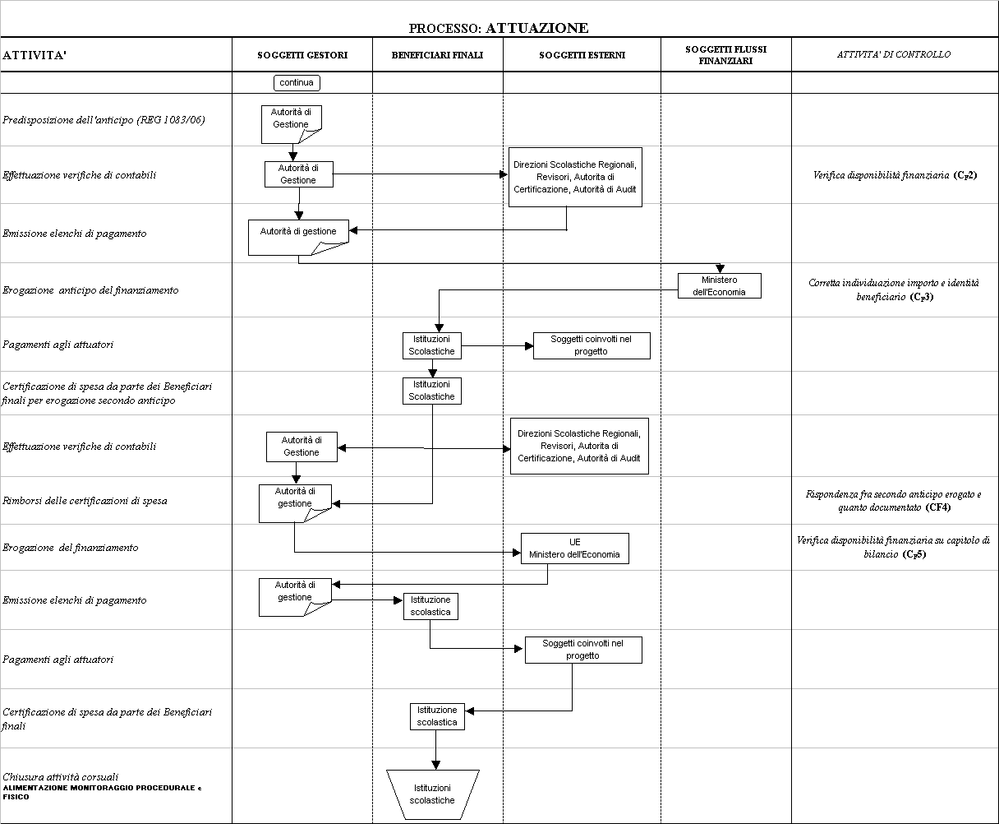 PROCESSO: ATTUAZIONE
ATTIVITA'
SOGGETTI GESTORI
BENEFICIARI FINALI
SOGGETTI ESTERNI
SOGGETTI FLUSSI
FINANZIARI
ATTIVITA' DI CONTROLLO
continua
Predisposizione dell'anticipo (REG 1083/06)
Autorità di
Gestione
Effettuazione verifiche di contabili
Autorità di
Gestione
Direzioni Scolastiche Regionali,
Revisori, Autorita di
Certificazione, Autorità di Audit
Verifica disponibilità finanziaria (CF2)
Emissione elenchi di pagamento
Autorità di gestione
Erogazione anticipo del finanziamento
Ministero
dell'Economia
Corretta individuazione importo e identità
beneficiario (CF3)
Pagamenti agli attuatori
Istituzioni
Scolastiche
Soggetti coinvolti nel
progetto
Certificazione di spesa da parte dei Beneficiari
finali per erogazione secondo anticipo
Istituzioni
Scolastiche
Effettuazione verifiche di contabili
Autorità di
Gestione
Direzioni Scolastiche Regionali,
Revisori, Autorita di
Certificazione, Autorità di Audit
Rimborsi delle certificazioni di spesa
Autorità di
gestione
Rispondenza fra secondo anticipo erogato e
quanto documentato (CF4)
Erogazione del finanziamento
UE
Ministero dell'Economia
Verifica disponibilità finanziaria su capitolo di
bilancio (CF5)
Emissione elenchi di pagamento
Autorità di
gestione
Istituzione
scolastica
Pagamenti agli attuatori
Soggetti coinvolti nel
progetto
Certificazione di spesa da parte dei Beneficiari
finali
Istituzione
scolastica
Chiusura attività corsuali
ALIMENTAZIONE MONITORAGGIO PROCEDURALE e
FISICO
Istituzioni
scolastiche